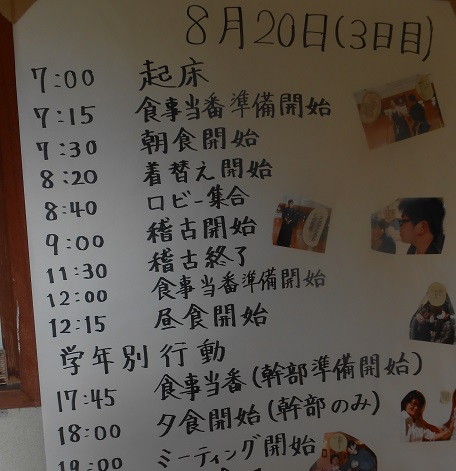 8月20日(3日目)
7:00 起床
7:15 食事当番準備開始
7:30 朝食開始
8:20 着替え開始
8:40 ロビー集合
9:00 稽古開始
11:30 稽古終了
12:00 食事当番準備開始
12:15 昼食開始
学年別行動
17:45 食事当番(幹部準備開始)
18:00 夕食開始(幹部のみ)
19:00 ミーティング開始